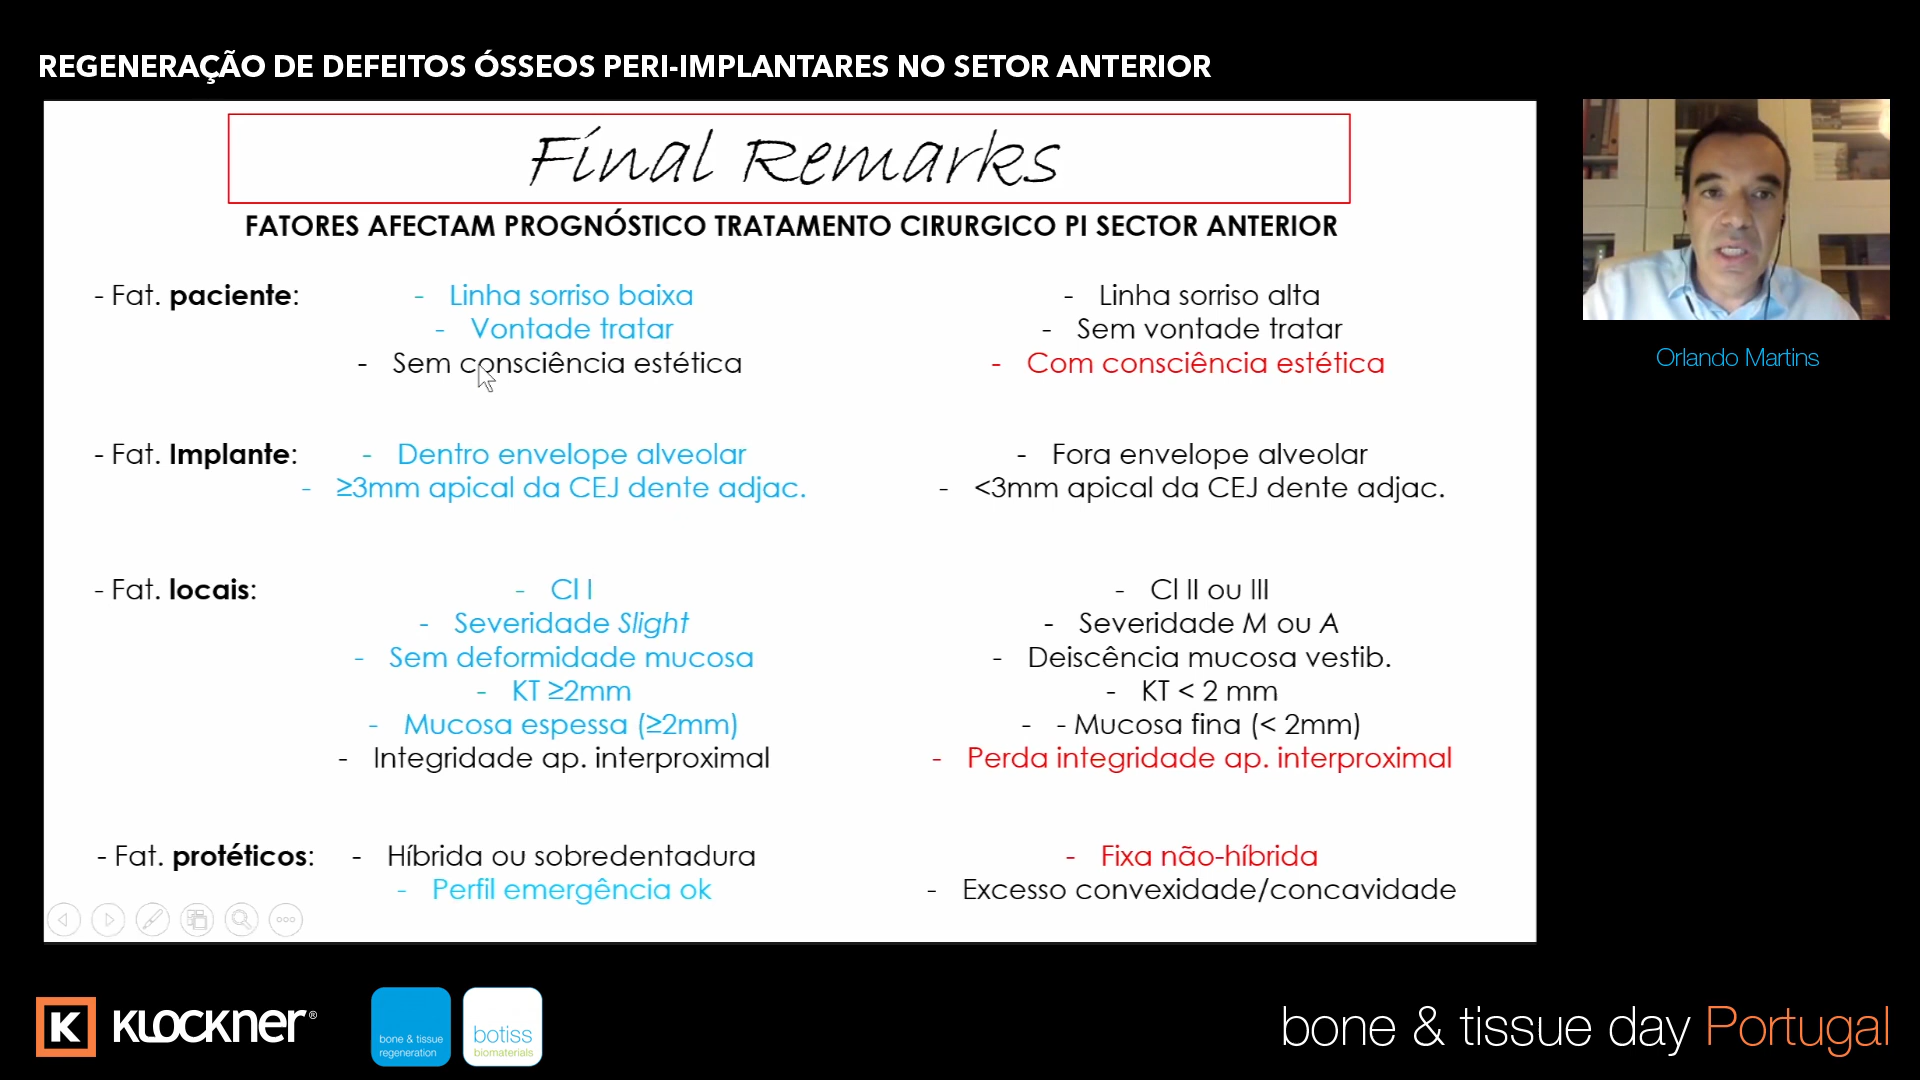 REGENERAÇÃO DE DEFEITOS ÓSSEOS PERI-IMPLANTARES NO SETOR ANTERIOR
Final Remarks
FATORES AFECTAM PROGNÓSTICO TRATAMENTO CIRURGICO PI SECTOR ANTERIOR
- Fat. paciente:
- Linha sorriso baixa
- Vontade tratar
- Sem consciência estética
- Linha sorriso alta
- Sem vontade tratar
- Com consciência estética
- Fat. Implante:
- Dentro envelope alveolar
- ≥3mm apical da CEJ dente adjac.
- Fora envelope alveolar
- <3mm apical da CEJ dente adjac.
- Fat. locais:
- Cl I
- Severidade Slight
- Sem deformidade mucosa
- KT ≥2mm
- Mucosa espessa (≥2mm)
- Integridade ap. interproximal
- Cl II ou III
- Severidade M ou A
- Deiscência mucosa vestib.
- KT < 2 mm
- - Mucosa fina (< 2mm)
- Perda integridade ap. interproximal
- Fat. protéticos:
- Híbrida ou sobredentadura
- Perfil emergência ok
- Fixa não-híbrida
- Excesso convexidade/concavidade
Orlando Martins
K KLOCKNER®
bone & tissue
regeneration
botiss
biomaterials
bone & tissue day Portugal